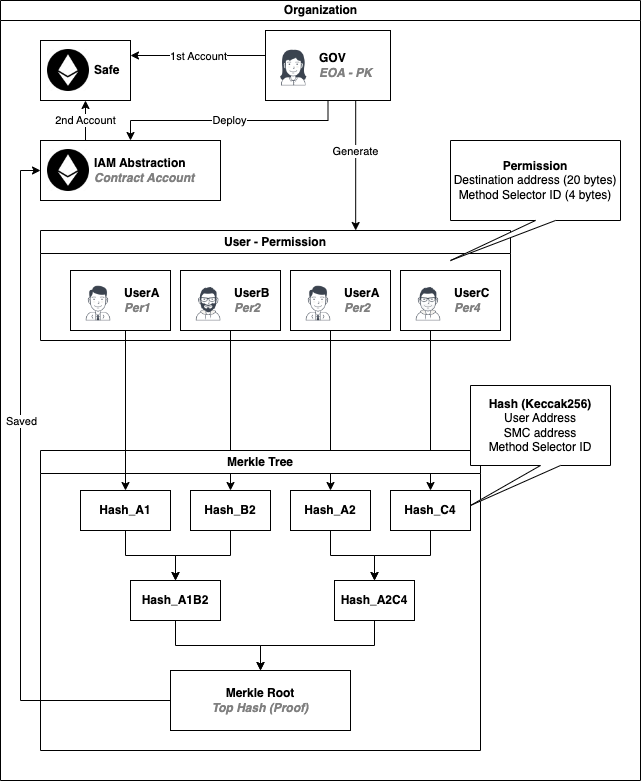 Organization
Safe
1st Account
GOV
EOA - PK
2nd Account
Deploy
IAM Abstraction
Contract Account
Generate
Permission
Destination address (20 bytes)
Method Selector ID (4 bytes)
User - Permission
UserA
Per1
UserB
Per2
UserA
Per2
UserC
Per4
Saved
Hash (Keccak256)
User Address
SMC address
Method Selector ID
Merkle Tree
Hash_A1
Hash_B2
Hash_A2
Hash_C4
Hash_A1B2
Hash_A2C4
Merkle Root
Top Hash (Proof)